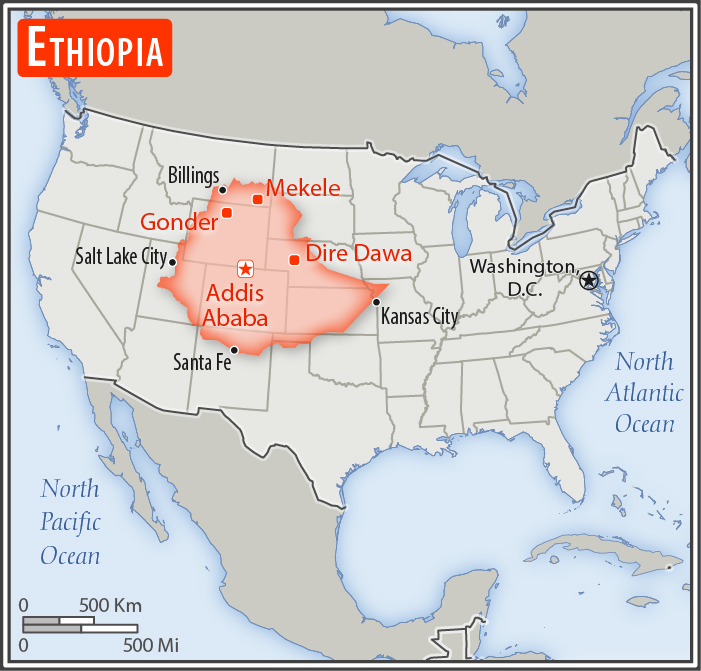 ETHIOPIA
Billings
Mekele
Gonder
Salt Lake City
Dire Dawa
Washington,
D.C.
Addis
Ababa
Kansas City
Santa Fe
North
Atlantic
Ocean
North
Pacific
Ocean
0 500 Km
0 500 Mi